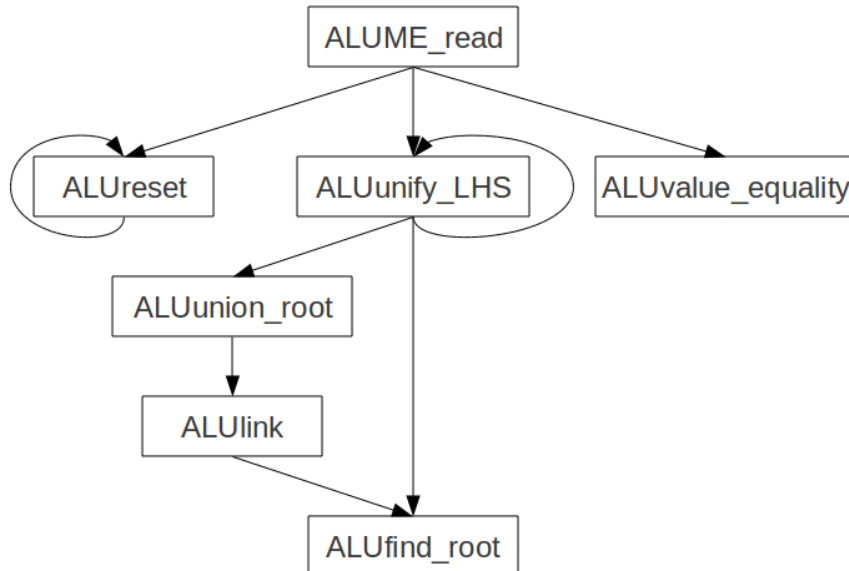 ALUME_read
ALUreset
ALUunify_LHS
ALUvalue_equality
ALUunion_root
ALUlink
ALUfind_root